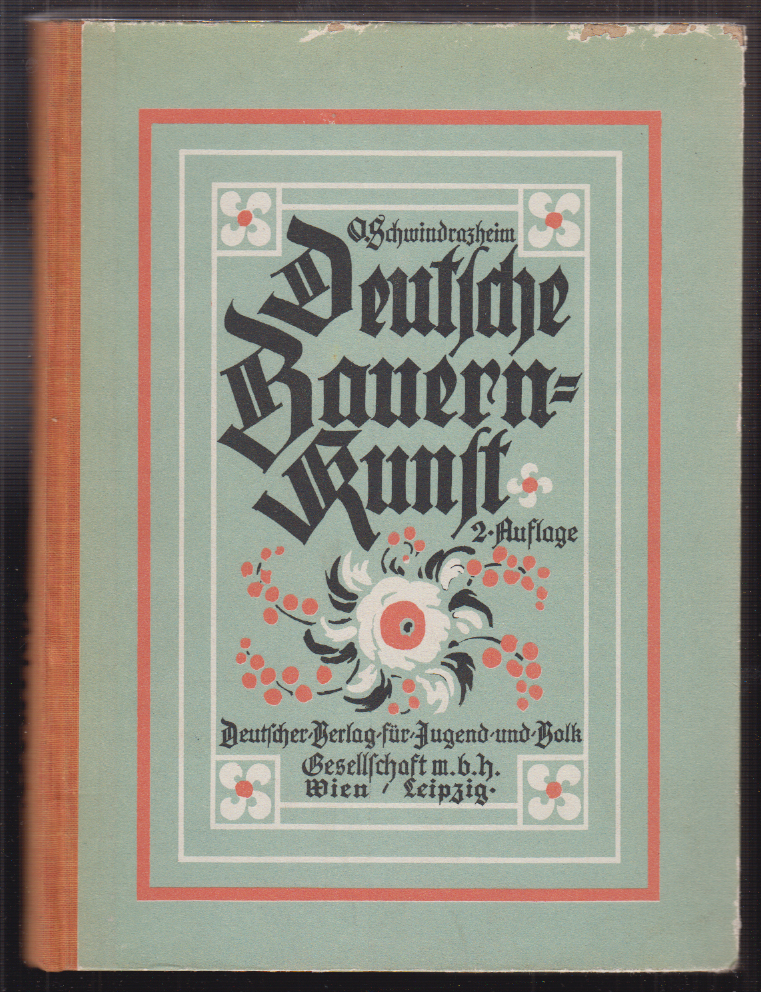 O. Schwindrazheim
Deutſche
Bauern=
Kunſt
2. Auflage
Deutſcher Verlag für Jugend und Volk
Geſellſchaft m. b. H.
Wien / Leipzig.